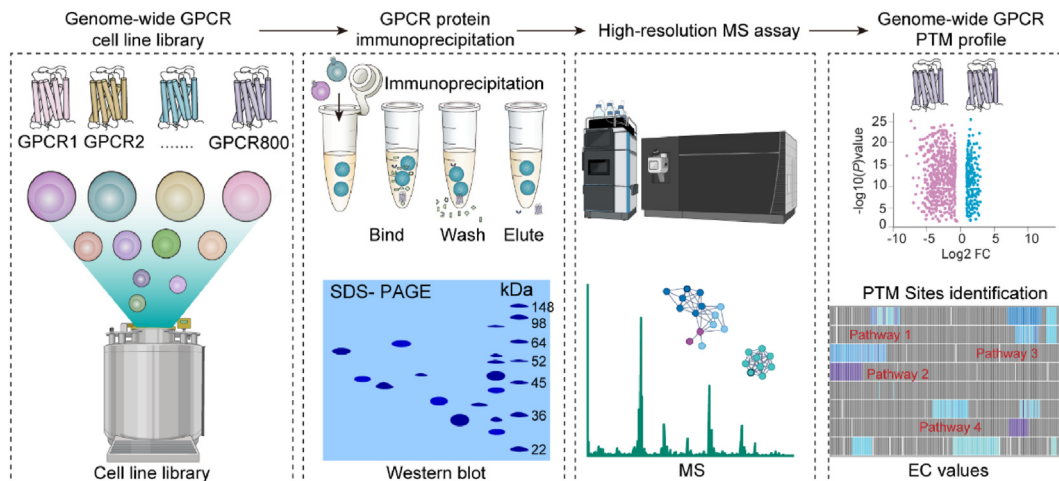 Genome-wide GPCR
cell line library
GPCR protein
immunoprecipitation
High-resolution MS assay
Genome-wide GPCR
PTM profile
GPCR1 GPCR2 ....... GPCR800
Cell line library
Immunoprecipitation
Bind Wash Elute
SDS- PAGE kDa
148
98
64
52
45
36
22
Western blot
MS
-log10(P)value
25
20
15
10
5
0
-10 -5 0 5 10
Log2 FC
PTM Sites identification
Pathway 1
Pathway 3
Pathway 2
Pathway 4
EC values